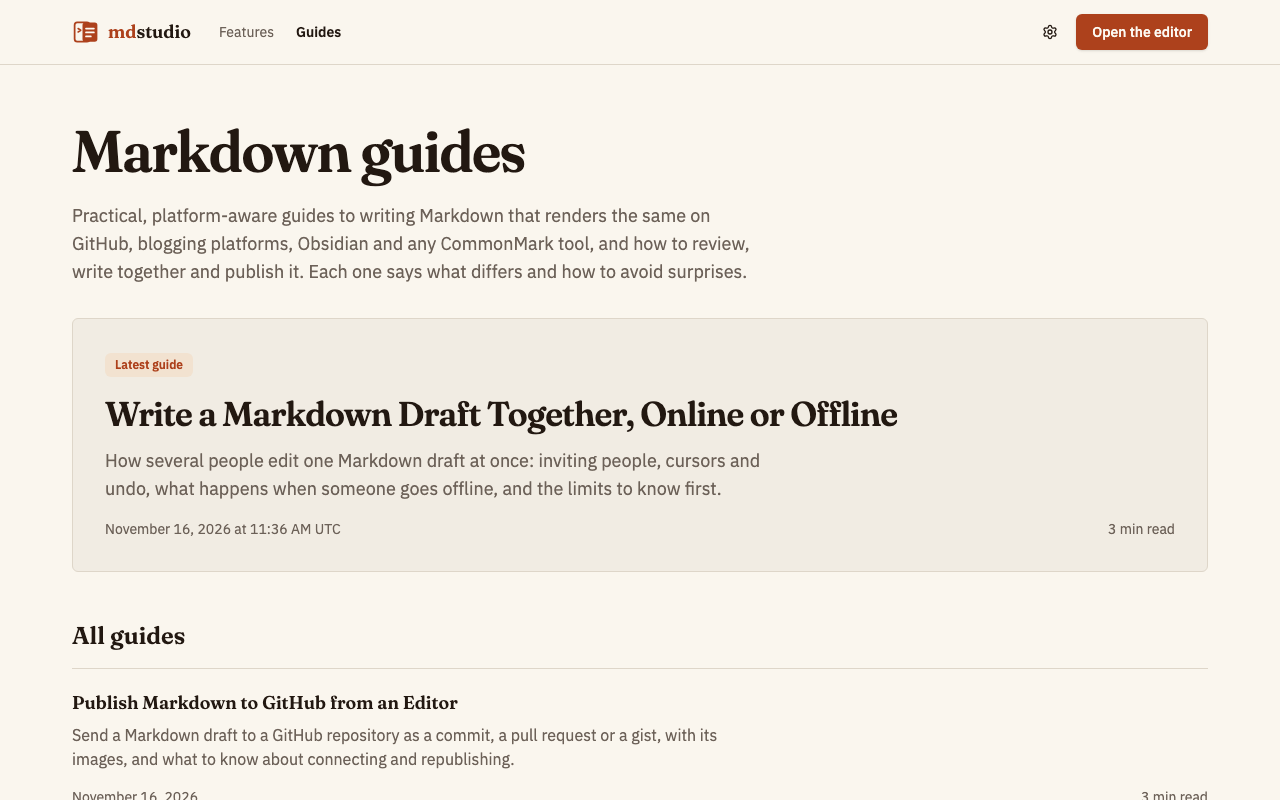 mdstudio
Features
Guides
Open the editor
Markdown guides
Practical, platform-aware guides to writing Markdown that renders the same on
GitHub, blogging platforms, Obsidian and any CommonMark tool, and how to review,
write together and publish it. Each one says what differs and how to avoid surprises.
Latest guide
Write a Markdown Draft Together, Online or Offline
How several people edit one Markdown draft at once: inviting people, cursors and
undo, what happens when someone goes offline, and the limits to know first.
November 16, 2026 at 11:36 AM UTC
3 min read
All guides
Publish Markdown to GitHub from an Editor
Send a Markdown draft to a GitHub repository as a commit, a pull request or a gist, with its
images, and what to know about connecting and republishing.
November 16, 2026
3 min read